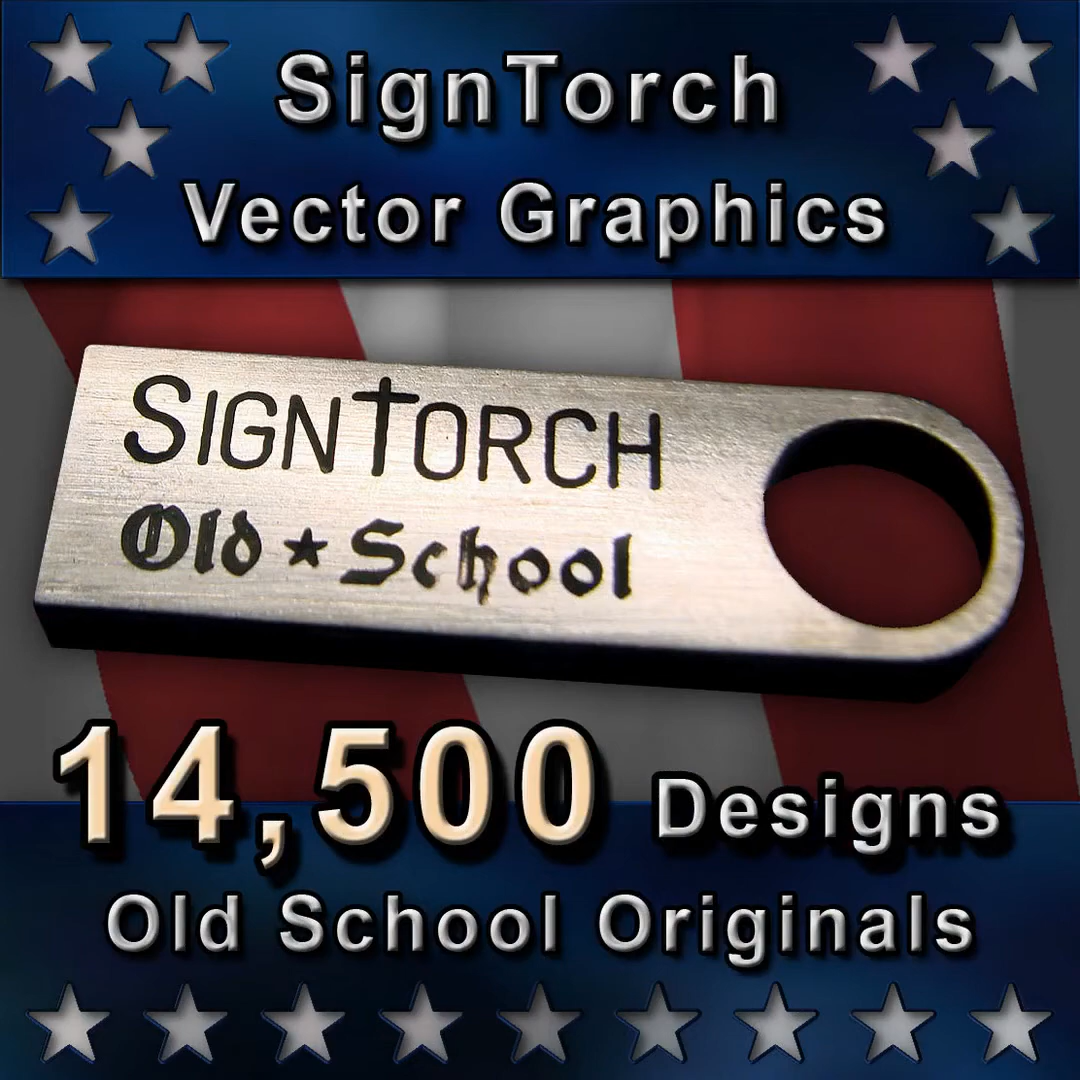 SignTorch
Vector Graphics
SIGNTORCH
Old ★ School
14,500 Designs
Old School Originals